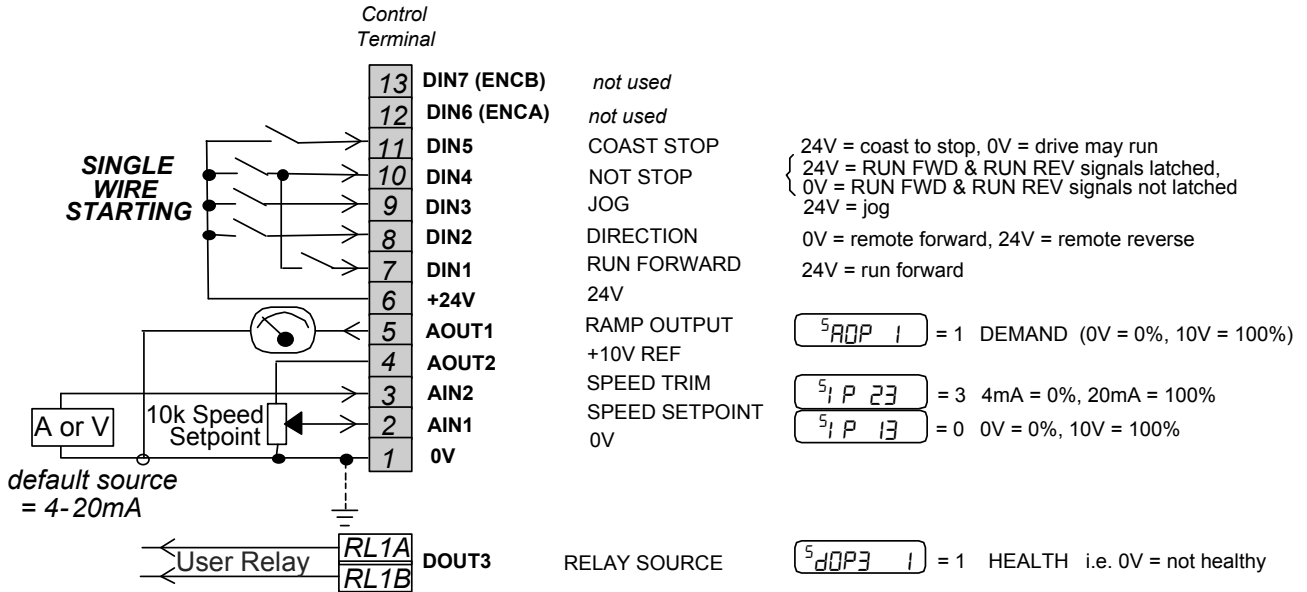 Control
Terminal
13 DIN7 (ENCB) not used
12 DIN6 (ENCA) not used
11 DIN5 COAST STOP 24V = coast to stop, 0V = drive may run
SINGLE
WIRE
STARTING
10 DIN4 NOT STOP 24V = RUN FWD & RUN REV signals latched,
0V = RUN FWD & RUN REV signals not latched
9 DIN3 JOG 24V = jog
8 DIN2 DIRECTION 0V = remote forward, 24V = remote reverse
7 DIN1 RUN FORWARD 24V = run forward
6 +24V 24V
5 AOUT1 RAMP OUTPUT SAOP 1 = 1 DEMAND (0V = 0%, 10V = 100%)
4 AOUT2 +10V REF
3 AIN2 SPEED TRIM SIP 23 = 3 4mA = 0%, 20mA = 100%
A or V
10k Speed
Setpoint
2 AIN1 SPEED SETPOINT SIP 13 = 0 0V = 0%, 10V = 100%
1 0V 0V
default source
= 4-20mA
User Relay
RL1A
RL1B
DOUT3 RELAY SOURCE SdOP3 1 = 1 HEALTH i.e. 0V = not healthy